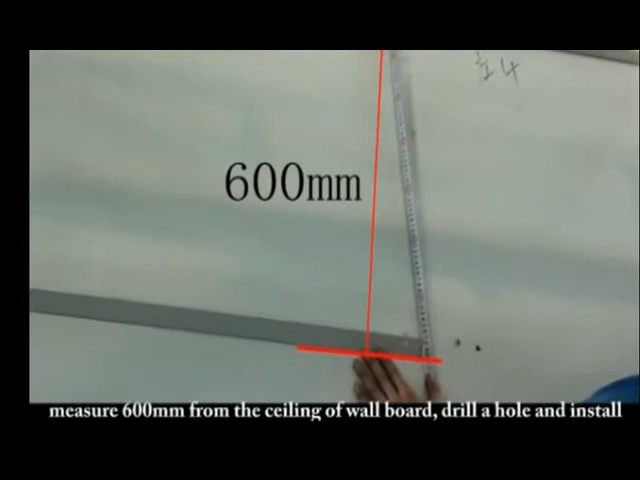 600mm
measure 600mm from the ceiling of wall board, drill a hole and install